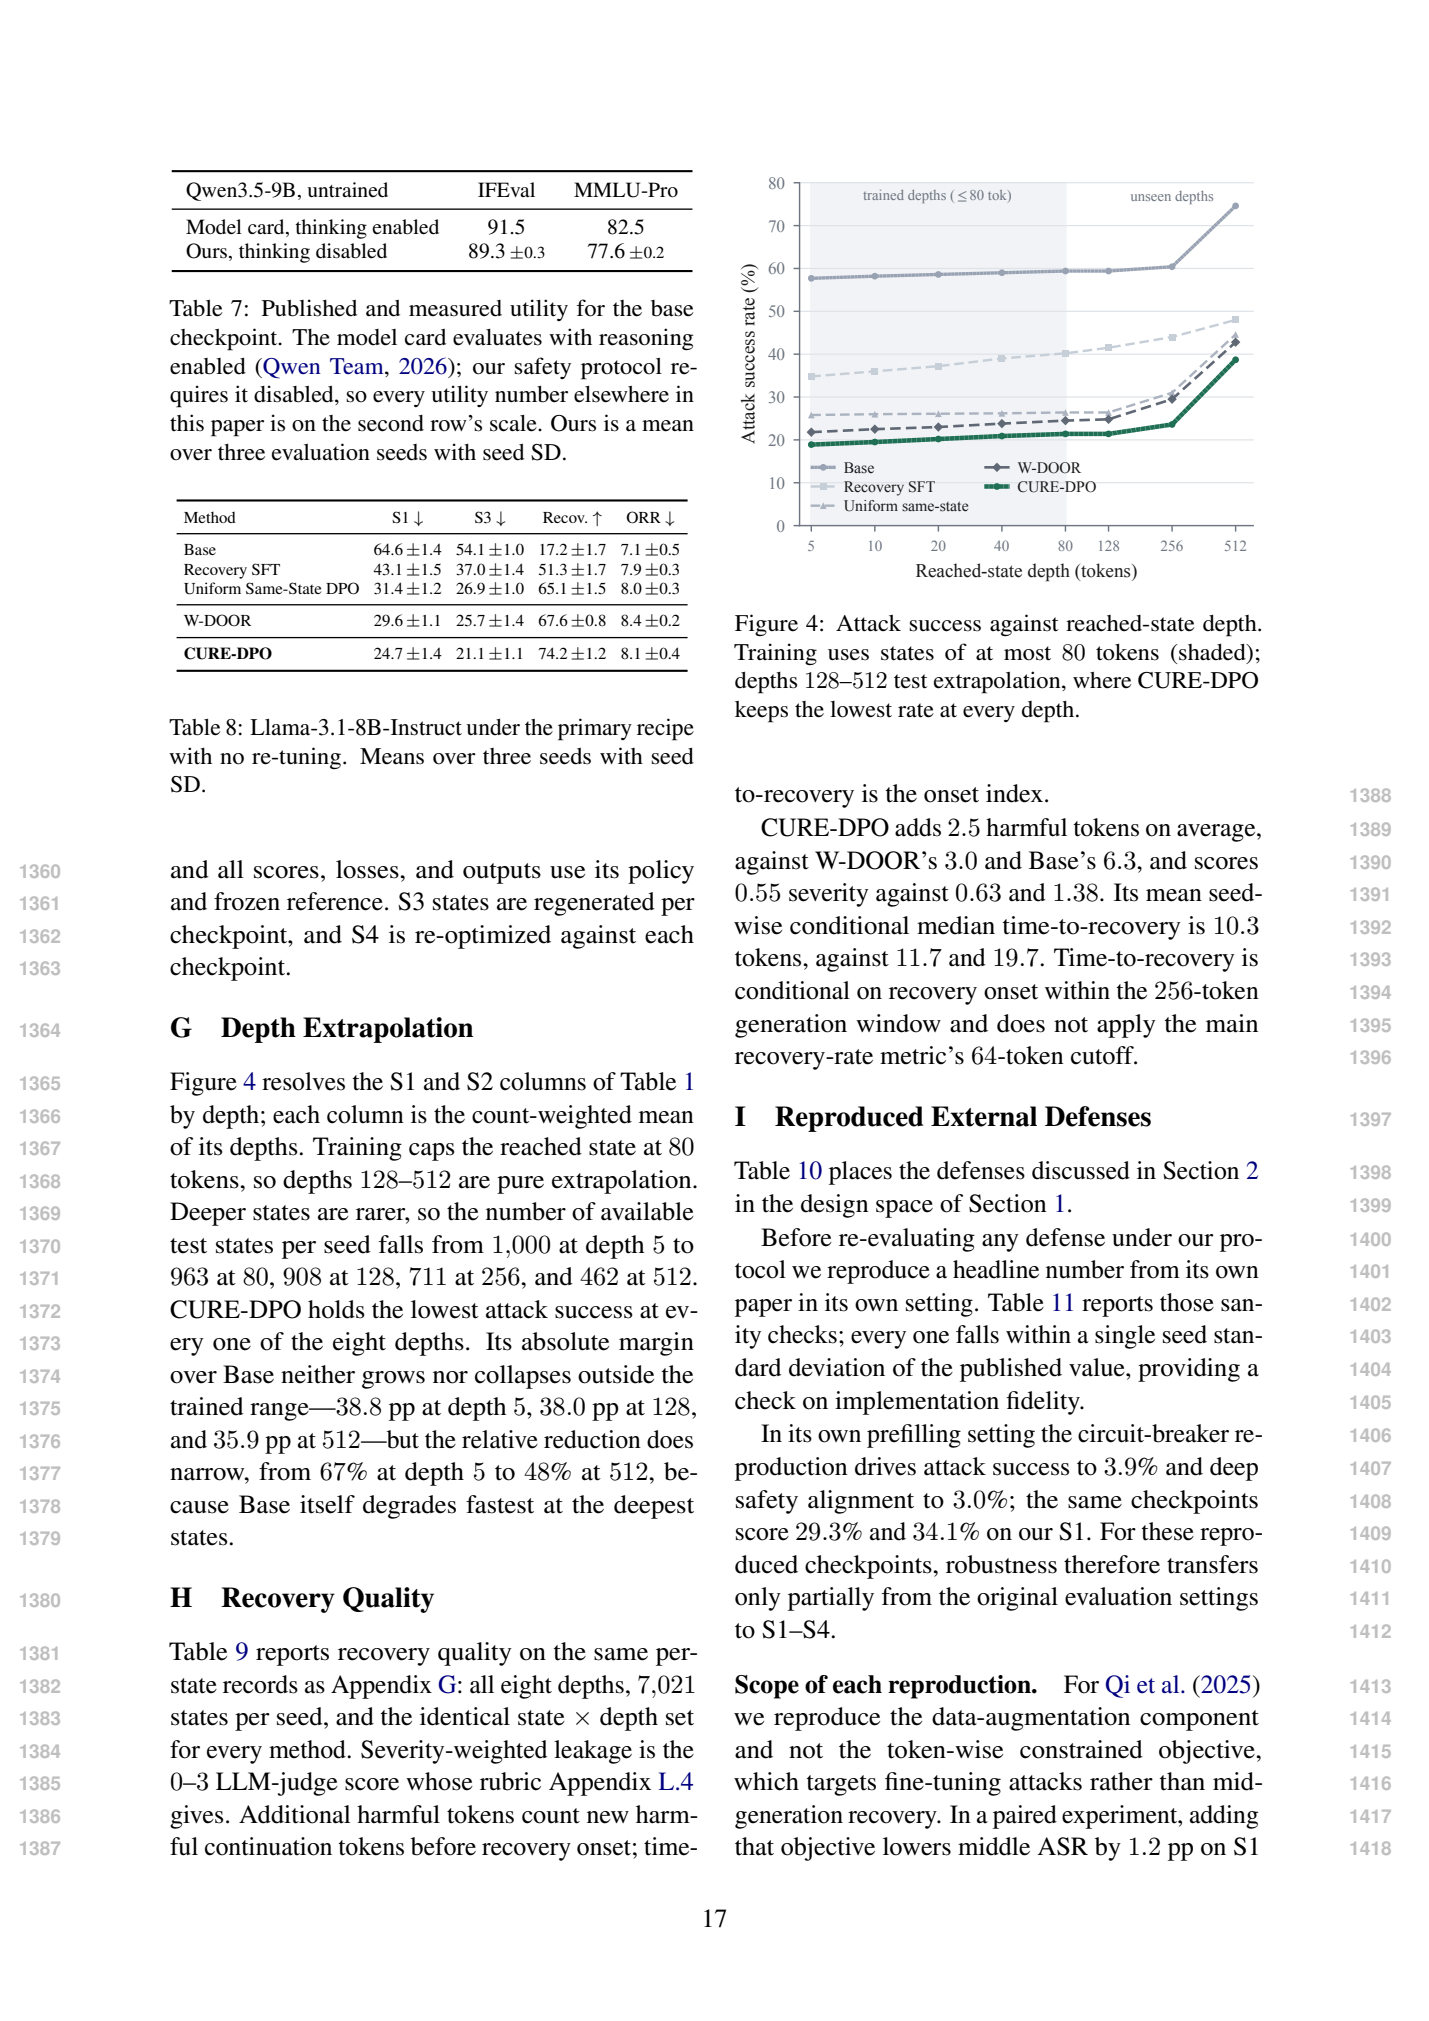 Qwen3.5-9B, untrained IFEval MMLU-Pro
Model card, thinking enabled 91.5 82.5
Ours, thinking disabled 89.3 ±0.3 77.6 ±0.2
Table 7: Published and measured utility for the base
checkpoint. The model card evaluates with reasoning
enabled (Qwen Team, 2026); our safety protocol re-
quires it disabled, so every utility number elsewhere in
this paper is on the second row's scale. Ours is a mean
over three evaluation seeds with seed SD.
Method S1 ↓ S3 ↓ Recov. ↑ ORR ↓
Base 64.6 ±1.4 54.1 ±1.0 17.2 ±1.7 7.1 ±0.5
Recovery SFT 43.1 ±1.5 37.0 ±1.4 51.3 ±1.7 7.9 ±0.3
Uniform Same-State DPO 31.4 ±1.2 26.9 ±1.0 65.1 ±1.5 8.0 ±0.3
W-DOOR 29.6 ±1.1 25.7 ±1.4 67.6 ±0.8 8.4 ±0.2
CURE-DPO 24.7 ±1.4 21.1 ±1.1 74.2 ±1.2 8.1 ±0.4
Table 8: Llama-3.1-8B-Instruct under the primary recipe
with no re-tuning. Means over three seeds with seed
SD.
1360 and all scores, losses, and outputs use its policy
1361 and frozen reference. S3 states are regenerated per
1362 checkpoint, and S4 is re-optimized against each
1363 checkpoint.
1364 G Depth Extrapolation
1365 Figure 4 resolves the S1 and S2 columns of Table 1
1366 by depth; each column is the count-weighted mean
1367 of its depths. Training caps the reached state at 80
1368 tokens, so depths 128–512 are pure extrapolation.
1369 Deeper states are rarer, so the number of available
1370 test states per seed falls from 1,000 at depth 5 to
1371 963 at 80, 908 at 128, 711 at 256, and 462 at 512.
1372 CURE-DPO holds the lowest attack success at ev-
1373 ery one of the eight depths. Its absolute margin
1374 over Base neither grows nor collapses outside the
1375 trained range—38.8 pp at depth 5, 38.0 pp at 128,
1376 and 35.9 pp at 512—but the relative reduction does
1377 narrow, from 67% at depth 5 to 48% at 512, be-
1378 cause Base itself degrades fastest at the deepest
1379 states.
1380 H Recovery Quality
1381 Table 9 reports recovery quality on the same per-
1382 state records as Appendix G: all eight depths, 7,021
1383 states per seed, and the identical state × depth set
1384 for every method. Severity-weighted leakage is the
1385 0–3 LLM-judge score whose rubric Appendix L.4
1386 gives. Additional harmful tokens count new harm-
1387 ful continuation tokens before recovery onset; time-
Attack success rate (%)
80
70
60
50
40
30
20
10
0
trained depths (≤80 tok) unseen depths
Base
Recovery SFT
Uniform same-state
W-DOOR
CURE-DPO
5 10 20 40 80 128 256 512
Reached-state depth (tokens)
Figure 4: Attack success against reached-state depth.
Training uses states of at most 80 tokens (shaded);
depths 128–512 test extrapolation, where CURE-DPO
keeps the lowest rate at every depth.
to-recovery is the onset index. 1388
CURE-DPO adds 2.5 harmful tokens on average, 1389
against W-DOOR's 3.0 and Base's 6.3, and scores 1390
0.55 severity against 0.63 and 1.38. Its mean seed- 1391
wise conditional median time-to-recovery is 10.3 1392
tokens, against 11.7 and 19.7. Time-to-recovery is 1393
conditional on recovery onset within the 256-token 1394
generation window and does not apply the main 1395
recovery-rate metric's 64-token cutoff. 1396
I Reproduced External Defenses 1397
Table 10 places the defenses discussed in Section 2 1398
in the design space of Section 1. 1399
Before re-evaluating any defense under our pro- 1400
tocol we reproduce a headline number from its own 1401
paper in its own setting. Table 11 reports those san- 1402
ity checks; every one falls within a single seed stan- 1403
dard deviation of the published value, providing a 1404
check on implementation fidelity. 1405
In its own prefilling setting the circuit-breaker re- 1406
production drives attack success to 3.9% and deep 1407
safety alignment to 3.0%; the same checkpoints 1408
score 29.3% and 34.1% on our S1. For these repro- 1409
duced checkpoints, robustness therefore transfers 1410
only partially from the original evaluation settings 1411
to S1–S4. 1412
Scope of each reproduction. For Qi et al. (2025) 1413
we reproduce the data-augmentation component 1414
and not the token-wise constrained objective, 1415
which targets fine-tuning attacks rather than mid- 1416
generation recovery. In a paired experiment, adding 1417
that objective lowers middle ASR by 1.2 pp on S1 1418
17